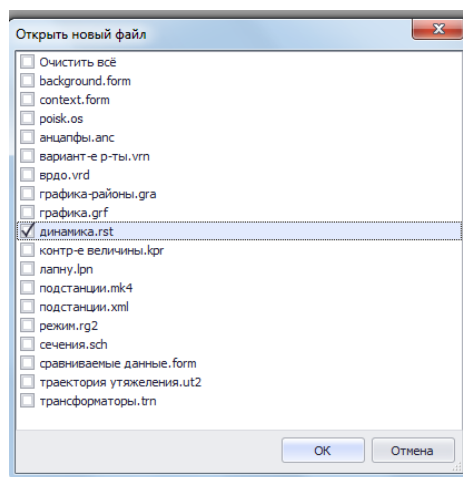 Открыть новый файл
Очистить всё
background.form
context.form
poisk.os
анцапфы.anc
вариант-е р-ты.vrn
врдо.vrd
графика-районы.gra
графика.grf
динамика.rst
контр-е величины.kpr
лапну.lpn
подстанции.mk4
подстанции.xml
режим.rg2
сечения.sch
сравниваемые данные.form
траектория утяжеления.ut2
трансформаторы.trn
ОК Отмена